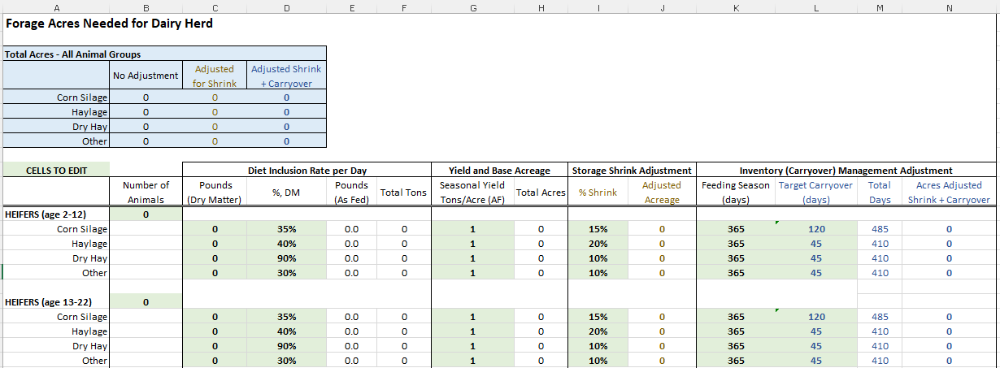 A B C D E F G H I J K L M N
Forage Acres Needed for Dairy Herd
Total Acres - All Animal Groups
No Adjustment Adjusted for Shrink Adjusted Shrink + Carryover
Corn Silage 0 0 0
Haylage 0 0 0
Dry Hay 0 0 0
Other 0 0 0
CELLS TO EDIT Diet Inclusion Rate per Day Yield and Base Acreage Storage Shrink Adjustment Inventory (Carryover) Management Adjustment
Number of Pounds Pounds Seasonal Yield Adjusted Feeding Season Target Carryover Total Acres Adjusted
%, DM Total Tons Total Acres % Shrink
Animals (Dry Matter) (As Fed) Tons/Acre (AF) Acreage (days) (days) Days Shrink + Carryover
HEIFERS (age 2-12) 0
Corn Silage 0 35% 0.0 0 1 0 15% 0 365 120 485 0
Haylage 0 40% 0.0 0 1 0 20% 0 365 45 410 0
Dry Hay 0 90% 0.0 0 1 0 10% 0 365 45 410 0
Other 0 30% 0.0 0 1 0 10% 0 365 45 410 0
HEIFERS (age 13-22) 0
Corn Silage 0 35% 0.0 0 1 0 15% 0 365 120 485 0
Haylage 0 40% 0.0 0 1 0 20% 0 365 45 410 0
Dry Hay 0 90% 0.0 0 1 0 10% 0 365 45 410 0
Other 0 30% 0.0 0 1 0 10% 0 365 45 410 0